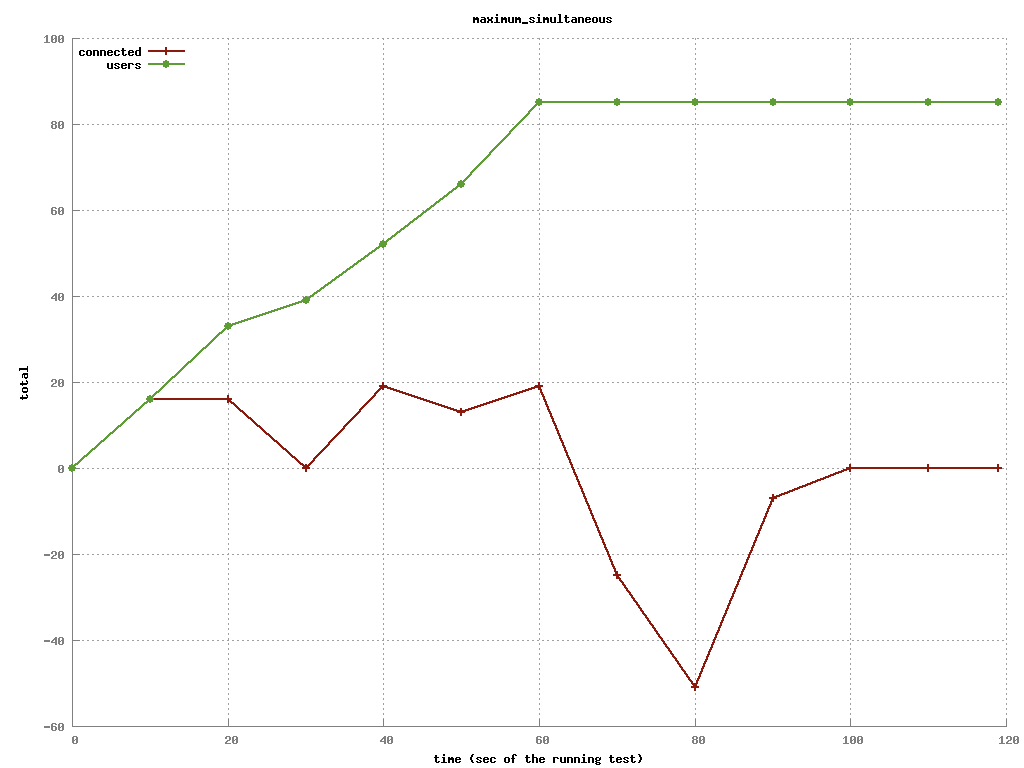 maximum_simultaneous
connected
users
100
80
60
40
20
0
-20
-40
-60
total
0 20 40 60 80 100 120
time (sec of the running test)